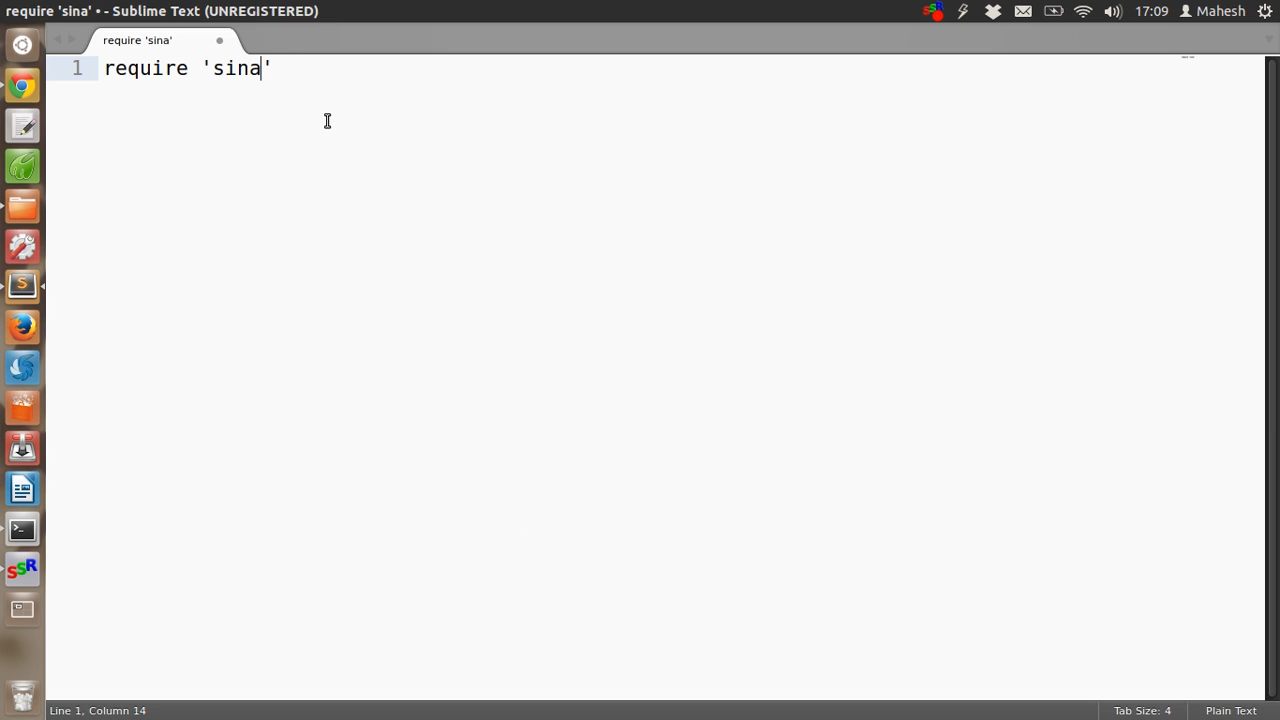 require 'sina' • - Sublime Text (UNREGISTERED)
17:09
Mahesh
require 'sina'
1 require 'sina'
S
>_
SSR
Line 1, Column 14
Tab Size: 4
Plain Text